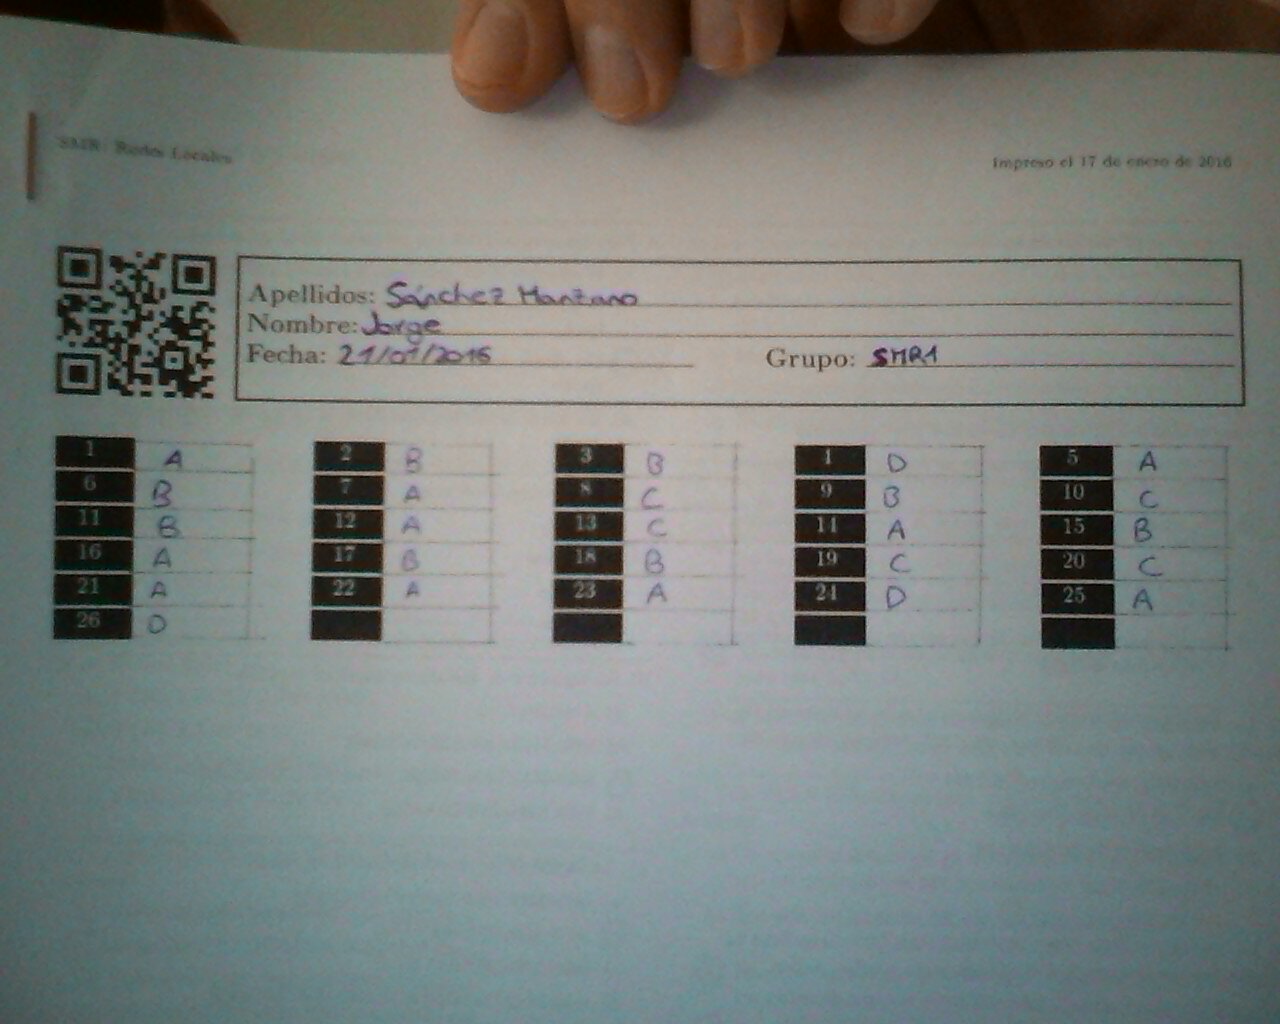 SMR: Redes Locales
Impreso el 17 de enero de 2016
Apellidos: Sánchez Manzano
Nombre: Jorge
Fecha: 21/01/2016 Grupo: SMR1
1 A 2 B 3 B 4 D 5 A
6 B 7 A 8 C 9 B 10 C
11 B 12 A 13 C 14 A 15 B
16 A 17 B 18 B 19 C 20 C
21 A 22 A 23 A 24 D 25 A
26 D